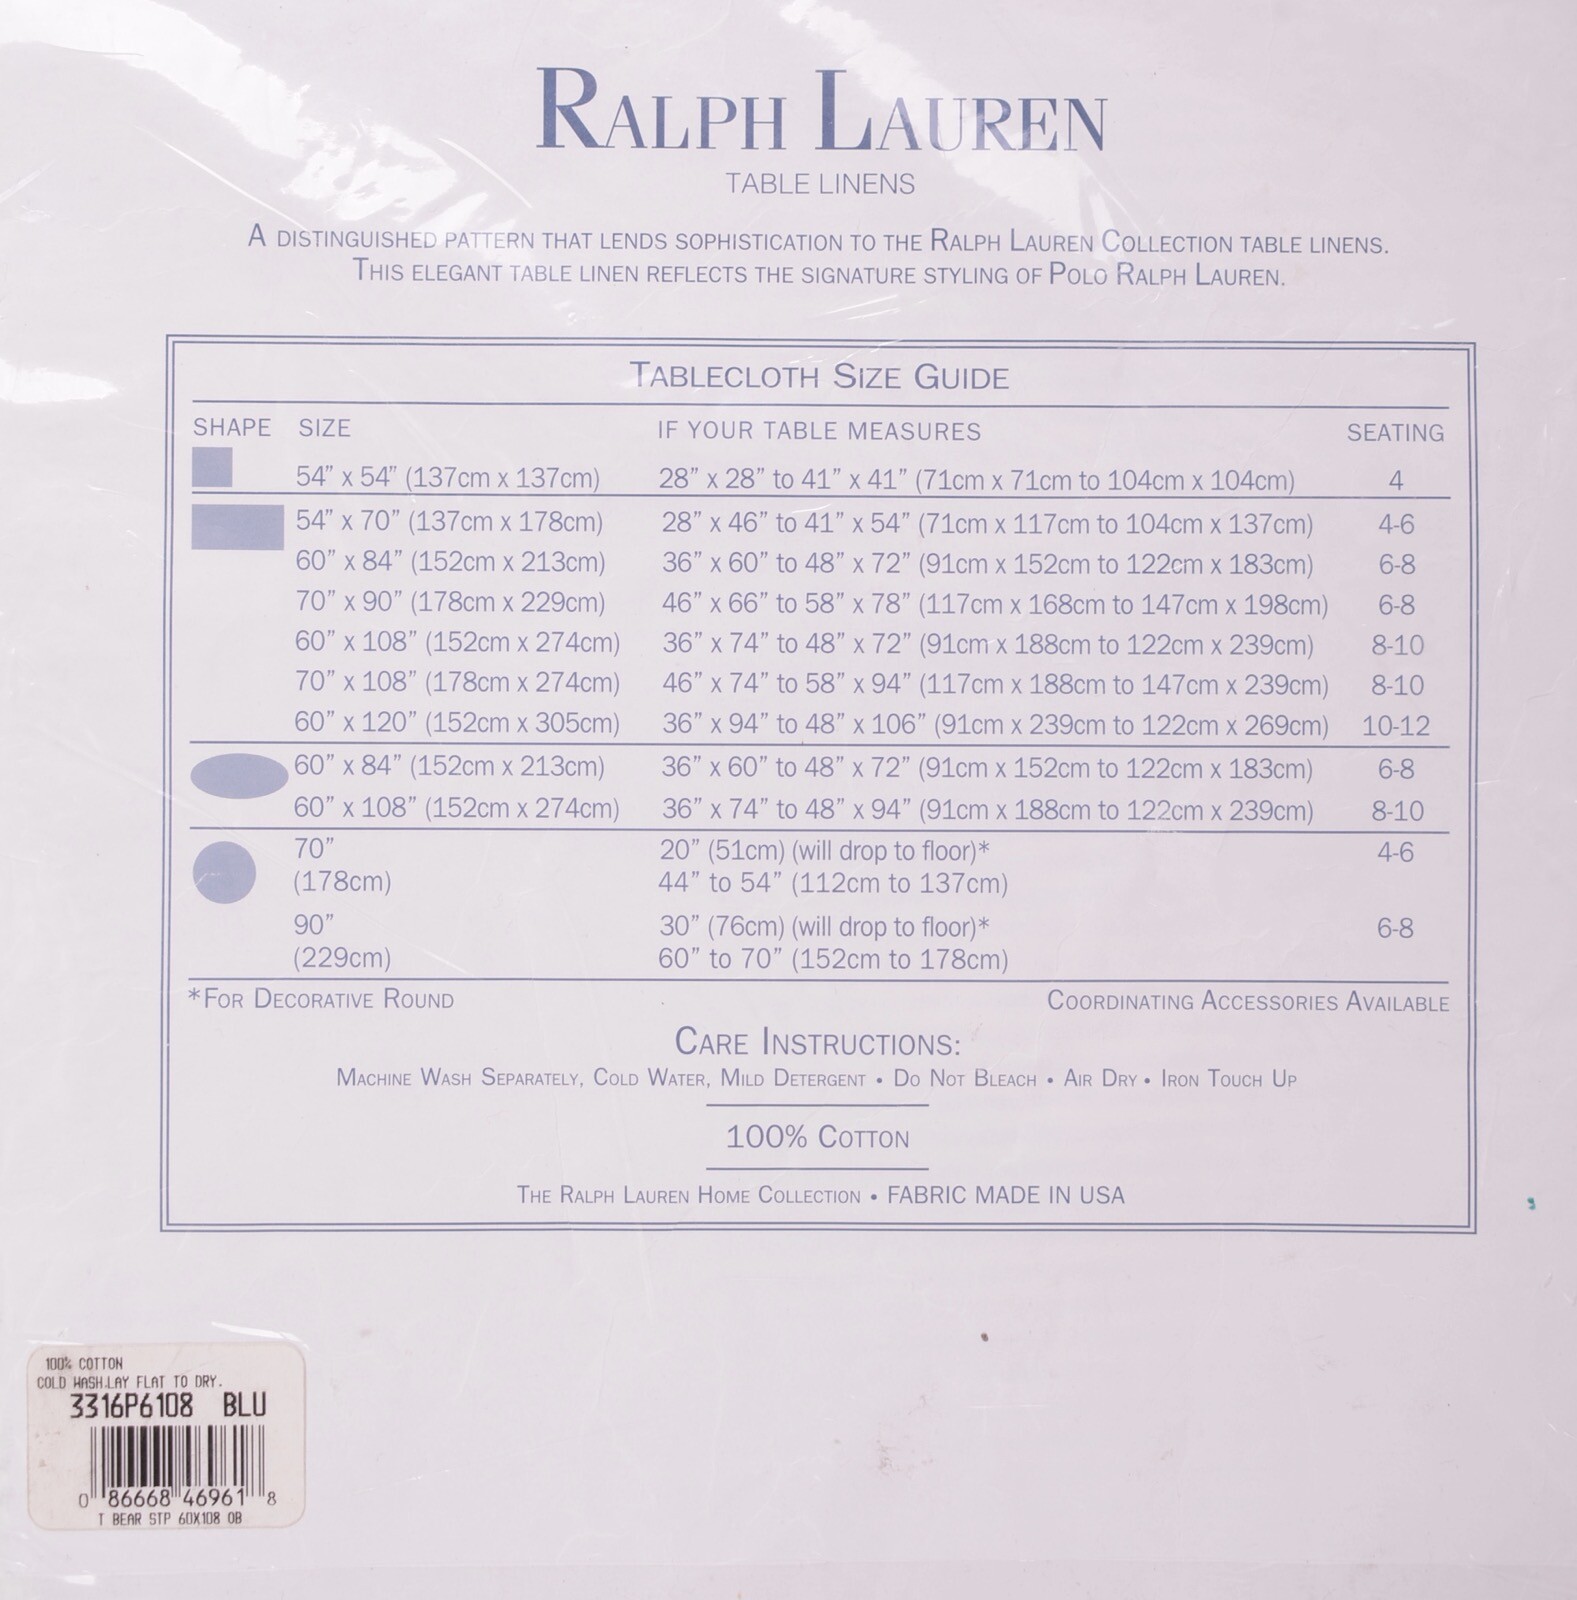 RALPH LAUREN
TABLE LINENS
A DISTINGUISHED PATTERN THAT LENDS SOPHISTICATION TO THE RALPH LAUREN COLLECTION TABLE LINENS.
THIS ELEGANT TABLE LINEN REFLECTS THE SIGNATURE STYLING OF POLO RALPH LAUREN.
TABLECLOTH SIZE GUIDE
SHAPE SIZE IF YOUR TABLE MEASURES SEATING
54” x 54” (137cm x 137cm) 28” x 28” to 41” x 41” (71cm x 71cm to 104cm x 104cm) 4
54” x 70” (137cm x 178cm) 28” x 46” to 41” x 54” (71cm x 117cm to 104cm x 137cm) 4-6
60” x 84” (152cm x 213cm) 36” x 60” to 48” x 72” (91cm x 152cm to 122cm x 183cm) 6-8
70” x 90” (178cm x 229cm) 46” x 66” to 58” x 78” (117cm x 168cm to 147cm x 198cm) 6-8
60” x 108” (152cm x 274cm) 36” x 74” to 48” x 72” (91cm x 188cm to 122cm x 239cm) 8-10
70” x 108” (178cm x 274cm) 46” x 74” to 58” x 94” (117cm x 188cm to 147cm x 239cm) 8-10
60” x 120” (152cm x 305cm) 36” x 94” to 48” x 106” (91cm x 239cm to 122cm x 269cm) 10-12
60” x 84” (152cm x 213cm) 36” x 60” to 48” x 72” (91cm x 152cm to 122cm x 183cm) 6-8
60” x 108” (152cm x 274cm) 36” x 74” to 48” x 94” (91cm x 188cm to 122cm x 239cm) 8-10
70” 20” (51cm) (will drop to floor)* 4-6
(178cm) 44” to 54” (112cm to 137cm)
90” 30” (76cm) (will drop to floor)* 6-8
(229cm) 60” to 70” (152cm to 178cm)
*FOR DECORATIVE ROUND COORDINATING ACCESSORIES AVAILABLE
CARE INSTRUCTIONS:
MACHINE WASH SEPARATELY, COLD WATER, MILD DETERGENT • DO NOT BLEACH • AIR DRY • IRON TOUCH UP
100% COTTON
THE RALPH LAUREN HOME COLLECTION • FABRIC MADE IN USA
100% COTTON
COLD WASH.LAY FLAT TO DRY.
3316P6108 BLU
0 86668 46961 8
T BEAR STP 60X108 OB